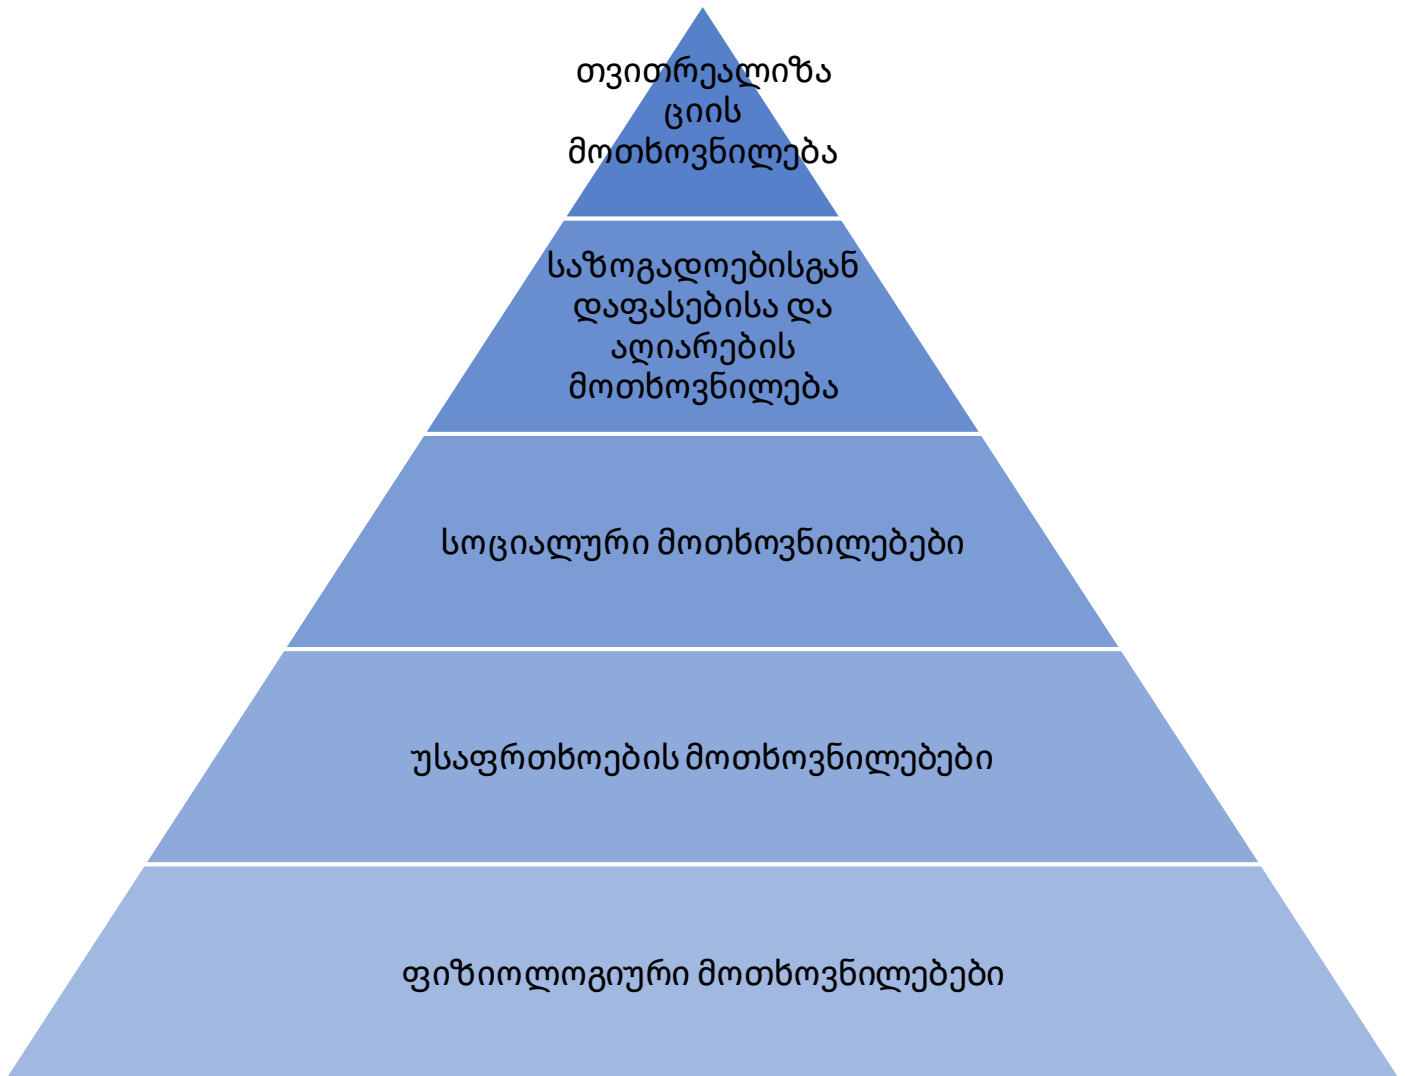 თვითრეალიზა
ციის
მოთხოვნილება
საზოგადოებისგან
დაფასებისა და
აღიარების
მოთხოვნილება
სოციალური მოთხოვნილებები
უსაფრთხოების მოთხოვნილებები
ფიზიოლოგიური მოთხოვნილებები